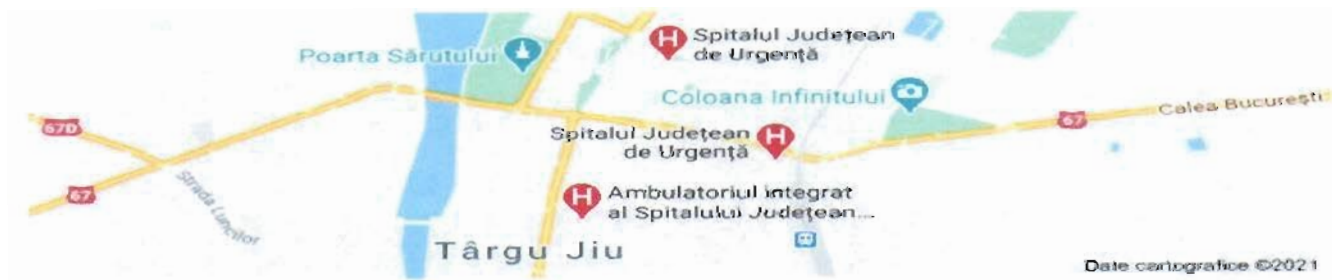 Spitalul Județean
de Urgență
Poarta Sărutului
Coloana Infinitului
Calea București
67D
67
Spitalul Județean
de Urgență
67
Strada Luncilor
Ambulatoriul integrat
al Spitalului Județean...
Târgu Jiu
Date cartografice ©2021